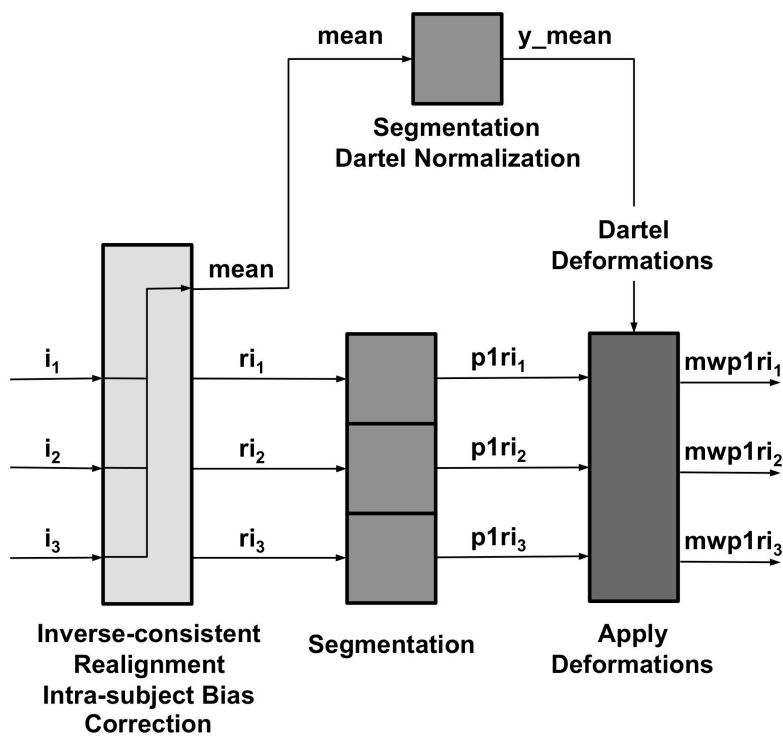 mean
y_mean
Segmentation
Dartel Normalization
Dartel
Deformations
mean
i₁
ri₁
p1ri₁
mwp1ri₁
i₂
ri₂
p1ri₂
mwp1ri₂
i₃
ri₃
p1ri₃
mwp1ri₃
Inverse-consistent
Realignment
Intra-subject Bias
Correction
Segmentation
Apply
Deformations